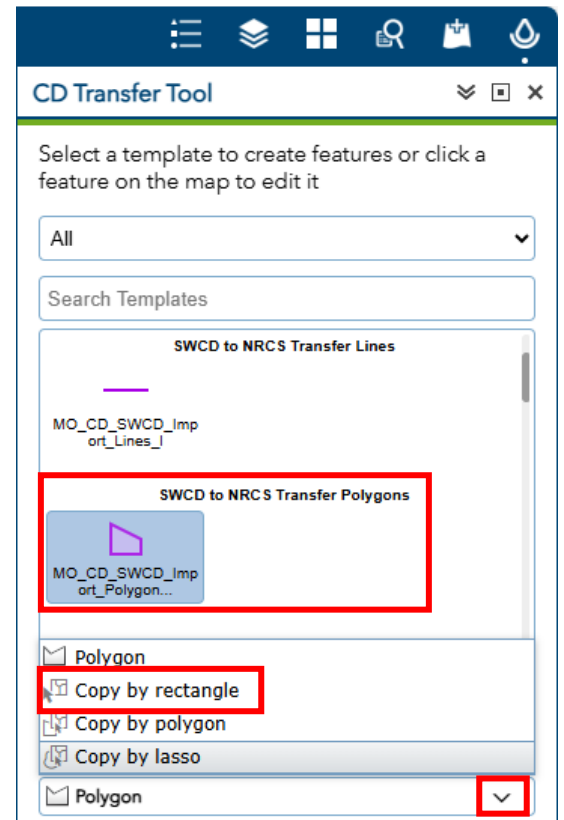 CD Transfer Tool
Select a template to create features or click a
feature on the map to edit it
All
Search Templates
SWCD to NRCS Transfer Lines
MO_CD_SWCD_Imp
ort_Lines_I
SWCD to NRCS Transfer Polygons
MO_CD_SWCD_Imp
ort_Polygon...
Polygon
Copy by rectangle
Copy by polygon
Copy by lasso
Polygon